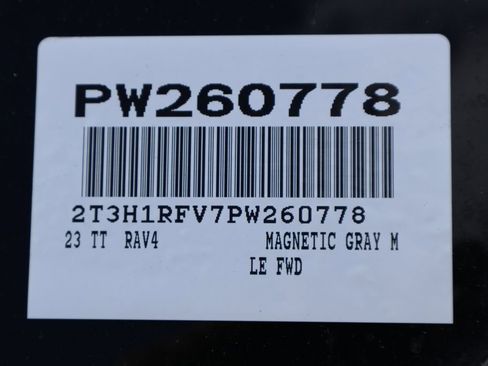 PW260778
2T3H1RFV7PW260778
23 TT RAV4 MAGNETIC GRAY M
LE FWD